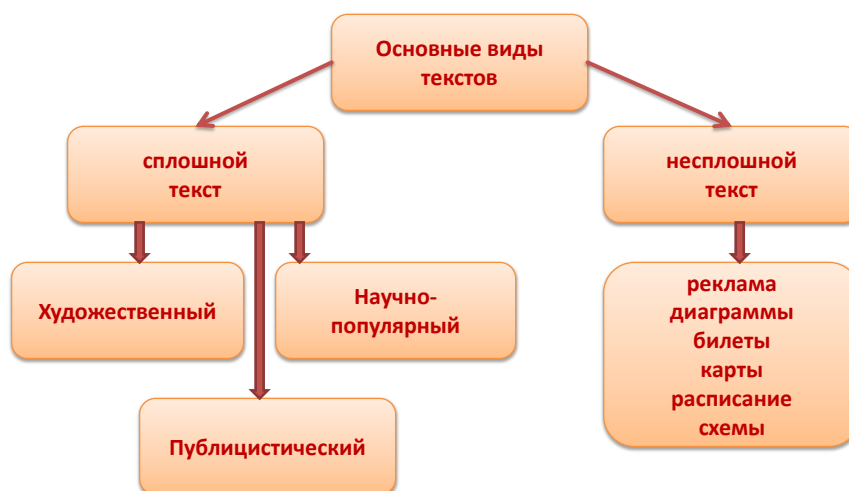 Основные виды
текстов
сплошной
текст
несплошной
текст
Художественный
Научно-
популярный
Публицистический
реклама
диаграммы
билеты
карты
расписание
схемы